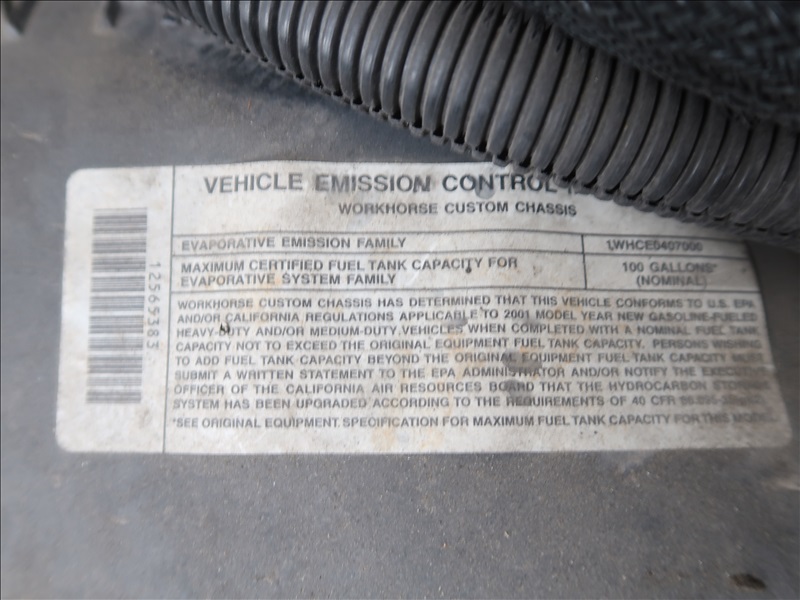 VEHICLE EMISSION CONTROL
WORKHORSE CUSTOM CHASSIS
EVAPORATIVE EMISSION FAMILY 1WHCE0407000
MAXIMUM CERTIFIED FUEL TANK CAPACITY FOR
EVAPORATIVE SYSTEM FAMILY
100 GALLONS*
(NOMINAL)
WORKHORSE CUSTOM CHASSIS HAS DETERMINED THAT THIS VEHICLE CONFORMS TO U.S. EPA
AND/OR CALIFORNIA REGULATIONS APPLICABLE TO 2001 MODEL YEAR NEW GASOLINE-FUELED
HEAVY-DUTY AND/OR MEDIUM-DUTY VEHICLES WHEN COMPLETED WITH A NOMINAL FUEL TANK
CAPACITY NOT TO EXCEED THE ORIGINAL EQUIPMENT FUEL TANK CAPACITY. PERSONS WISHING
TO ADD FUEL TANK CAPACITY BEYOND THE ORIGINAL EQUIPMENT FUEL TANK CAPACITY MUST
SUBMIT A WRITTEN STATEMENT TO THE EPA ADMINISTRATOR AND/OR NOTIFY THE EXECUTIVE
OFFICER OF THE CALIFORNIA AIR RESOURCES BOARD THAT THE HYDROCARBON STORAGE
SYSTEM HAS BEEN UPGRADED ACCORDING TO THE REQUIREMENTS OF 40 CFR
*SEE ORIGINAL EQUIPMENT SPECIFICATION FOR MAXIMUM FUEL TANK CAPACITY FOR THIS MODEL
12569383